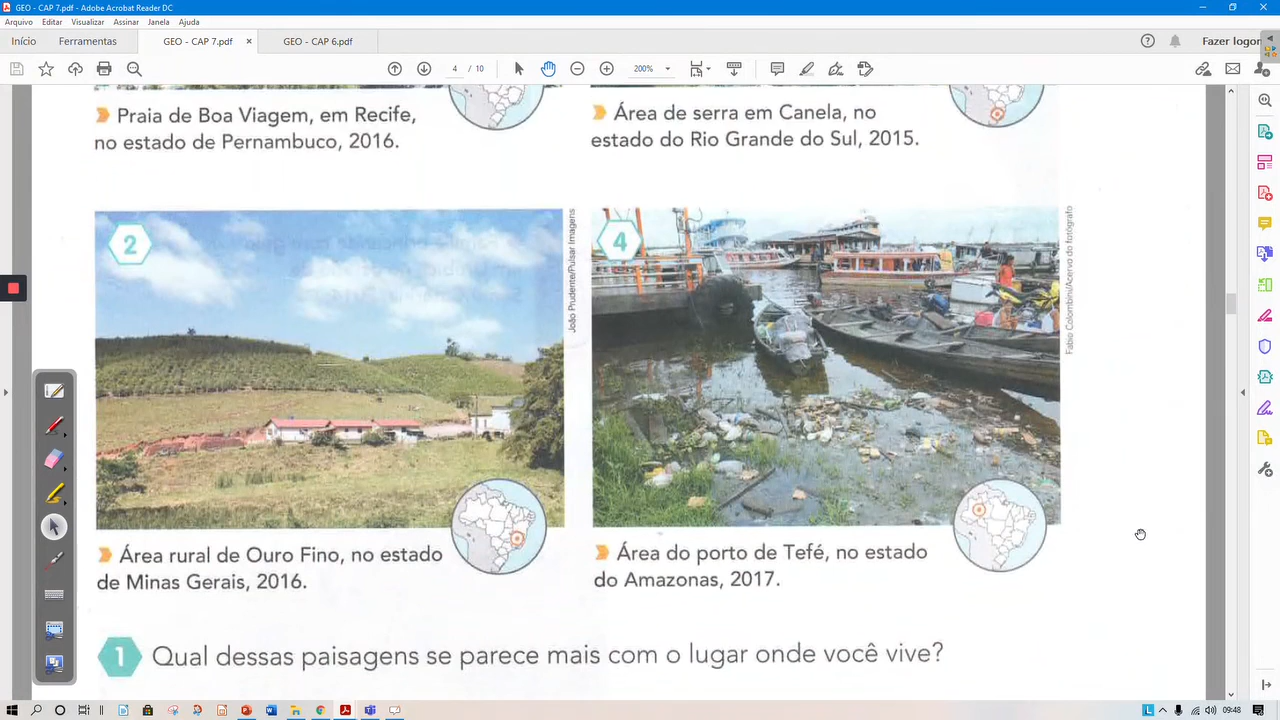 GEO - CAP 7.pdf - Adobe Acrobat Reader DC
Arquivo Editar Visualizar Assinar Janela Ajuda
Início Ferramentas GEO - CAP 7.pdf × GEO - CAP 6.pdf Fazer logon
4 / 10 200%
Praia de Boa Viagem, em Recife,
no estado de Pernambuco, 2016.
Área de serra em Canela, no
estado do Rio Grande do Sul, 2015.
2
João Prudente/Pulsar Imagens
4
Fabio Colombini/Acervo do fotógrafo
Área rural de Ouro Fino, no estado
de Minas Gerais, 2016.
Área do porto de Tefé, no estado
do Amazonas, 2017.
1 Qual dessas paisagens se parece mais com o lugar onde você vive?
09:48